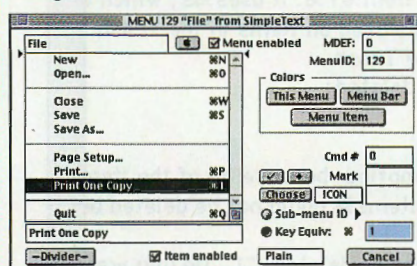 MENU 129 "File" from SimpleText
File Menu enabled MDEF: 0
MenuID: 129
New ⌘N
Open... ⌘O
Close ⌘W
Save ⌘S
Save As...
Page Setup...
Print... ⌘P
Print One Copy ⌘1
Quit ⌘Q
Print One Copy
-Divider- Item enabled
Colors
This Menu Menu Bar
Menu Item
Cmd # 0
Mark
Choose ICON
Sub-menu ID
Key Equiv: ⌘ 1
Plain Cancel